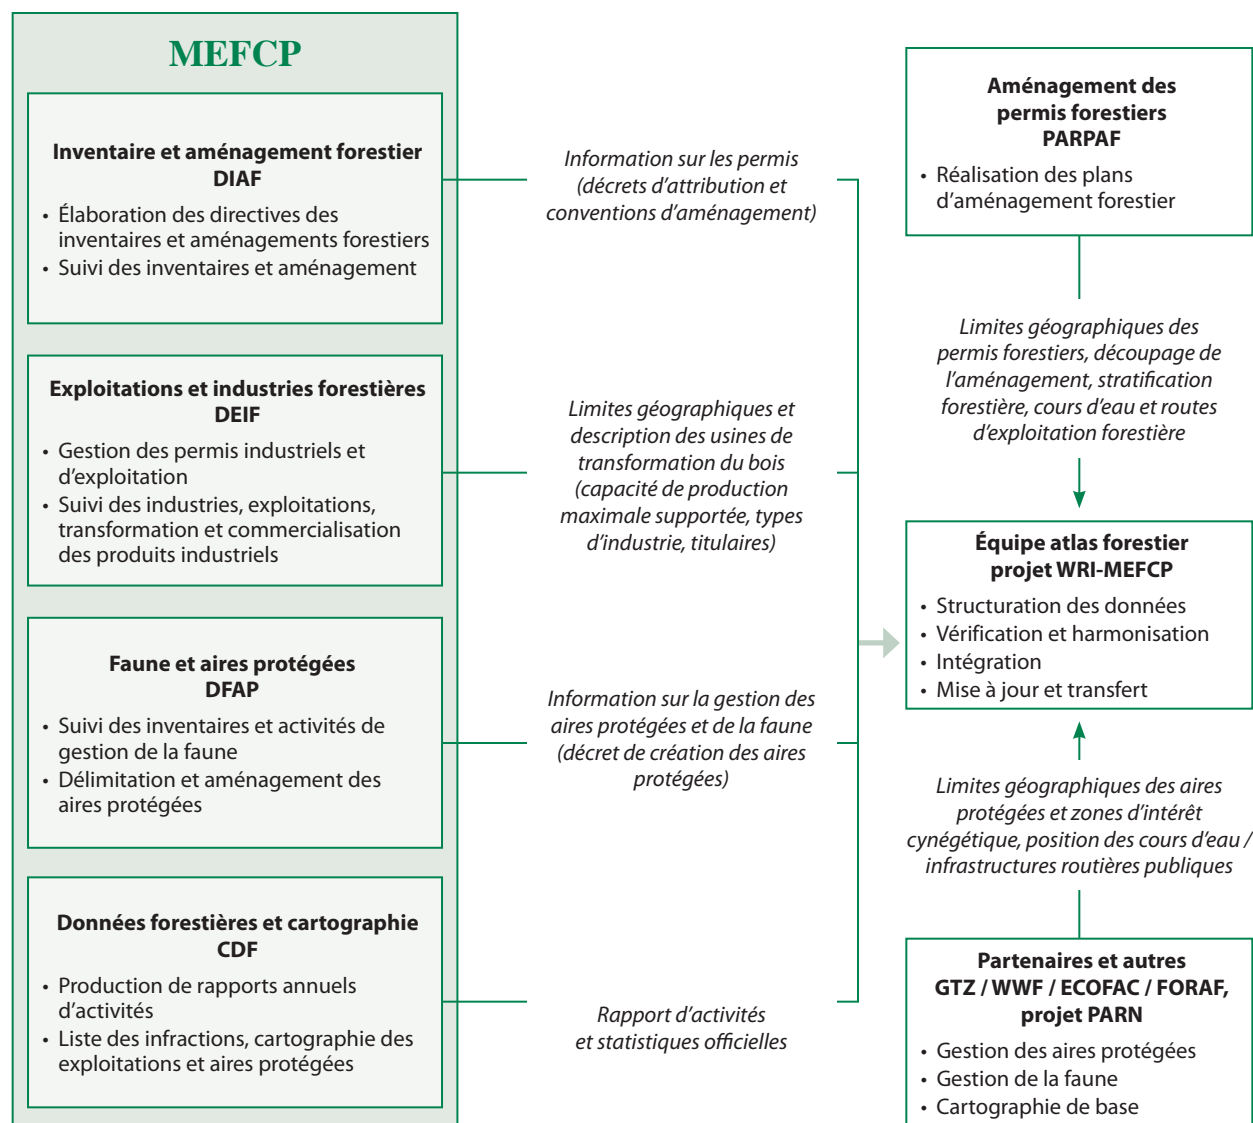 MEFCP
Inventaire et aménagement forestier
DIAF
• Élaboration des directives des
inventaires et aménagements forestiers
• Suivi des inventaires et aménagement
Information sur les permis
(décrets d’attribution et
conventions d’aménagement)
Exploitations et industries forestières
DEIF
• Gestion des permis industriels et
d’exploitation
• Suivi des industries, exploitations,
transformation et commercialisation
des produits industriels
Limites géographiques et
description des usines de
transformation du bois
(capacité de production
maximale supportée, types
d’industrie, titulaires)
Faune et aires protégées
DFAP
• Suivi des inventaires et activités de
gestion de la faune
• Délimitation et aménagement des
aires protégées
Information sur la gestion des
aires protégées et de la faune
(décret de création des aires
protégées)
Données forestières et cartographie
CDF
• Production de rapports annuels
d’activités
• Liste des infractions, cartographie des
exploitations et aires protégées
Rapport d’activités
et statistiques officielles
Aménagement des
permis forestiers
PARPAF
• Réalisation des plans
d’aménagement forestier
Limites géographiques des
permis forestiers, découpage de
l’aménagement, stratification
forestière, cours d’eau et routes
d’exploitation forestière
Équipe atlas forestier
projet WRI-MEFCP
• Structuration des données
• Vérification et harmonisation
• Intégration
• Mise à jour et transfert
Limites géographiques des aires
protégées et zones d’intérêt
cynégétique, position des cours d’eau /
infrastructures routières publiques
Partenaires et autres
GTZ / WWF / ECOFAC / FORAF,
projet PARN
• Gestion des aires protégées
• Gestion de la faune
• Cartographie de base